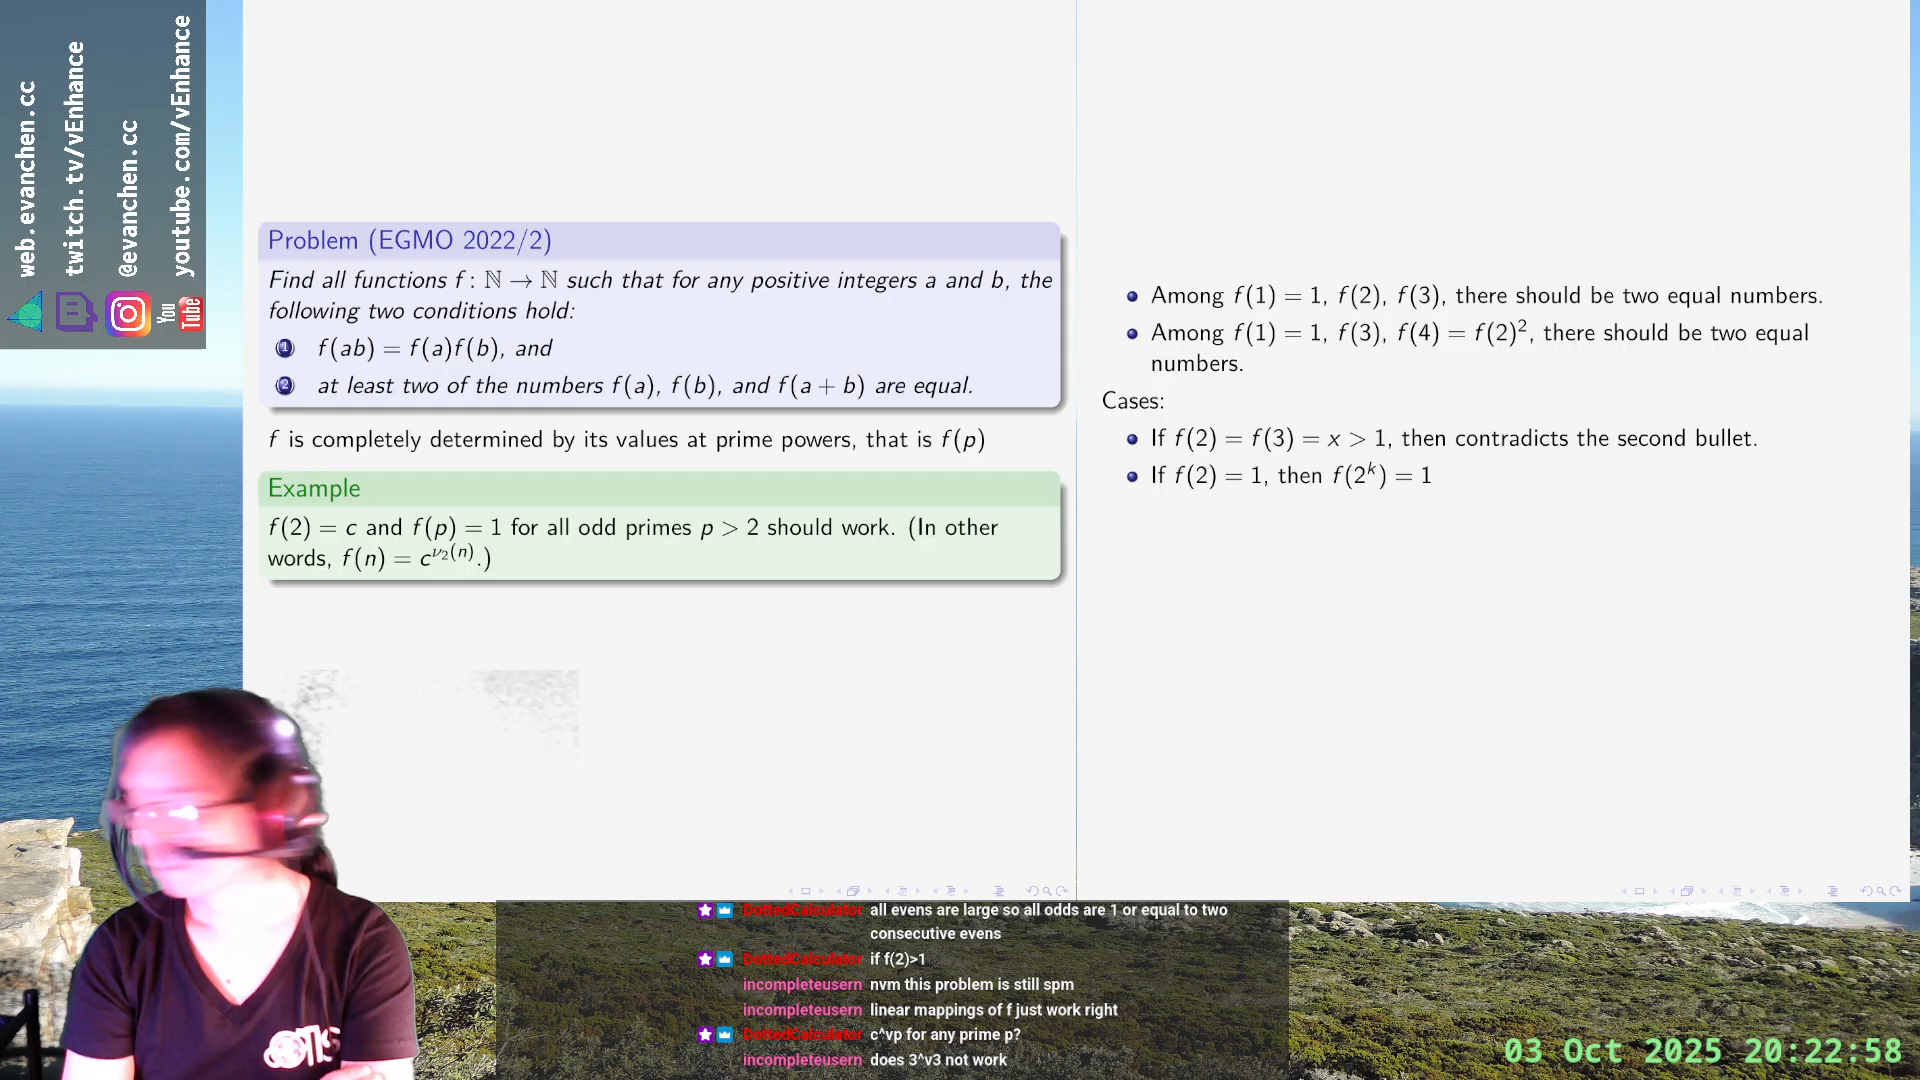 web.evanchen.cc
twitch.tv/vEnhance
@evanchen.cc
youtube.com/vEnhance
You
Tube
Problem (EGMO 2022/2)
Find all functions f : ℕ → ℕ such that for any positive integers a and b, the
following two conditions hold:
1 f(ab) = f(a)f(b), and
2 at least two of the numbers f(a), f(b), and f(a + b) are equal.
f is completely determined by its values at prime powers, that is f(p)
Example
f(2) = c and f(p) = 1 for all odd primes p > 2 should work. (In other
words, f(n) = c^{ν₂(n)}.)
• Among f(1) = 1, f(2), f(3), there should be two equal numbers.
• Among f(1) = 1, f(3), f(4) = f(2)², there should be two equal
numbers.
Cases:
• If f(2) = f(3) = x > 1, then contradicts the second bullet.
• If f(2) = 1, then f(2^k) = 1
DottedCalculator all evens are large so all odds are 1 or equal to two
consecutive evens
DottedCalculator if f(2)>1
incompleteusern nvm this problem is still spm
incompleteusern linear mappings of f just work right
DottedCalculator c^vp for any prime p?
incompleteusern does 3^v3 not work
03 Oct 2025 20:22:58